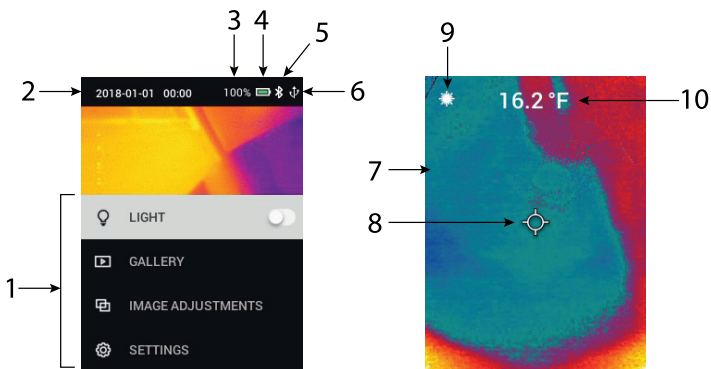 3 4 5
2 2018-01-01 00:00 100% 6
LIGHT
GALLERY
1
IMAGE ADJUSTMENTS
SETTINGS
9
16.2 °F 10
7
8